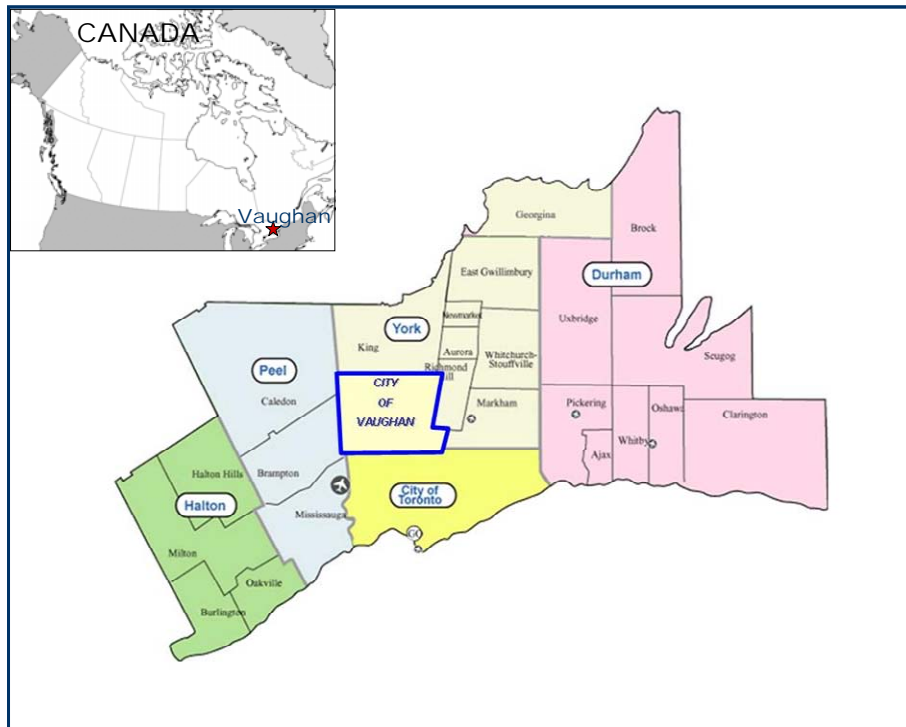 CANADA
Vaughan
Georgina
Brock
East Gwillimbury
Durham
Newmarket
Uxbridge
York
King
Aurora
Whitchurch-
Stouffville
Scugog
Richmond
Hill
Peel
CITY
OF
VAUGHAN
Caledon
Markham
Pickering
Oshawa
Clarington
Whitby
Ajax
Halton Hills
Brampton
City of
Toronto
Halton
Mississauga
GO
Milton
Oakville
Burlington